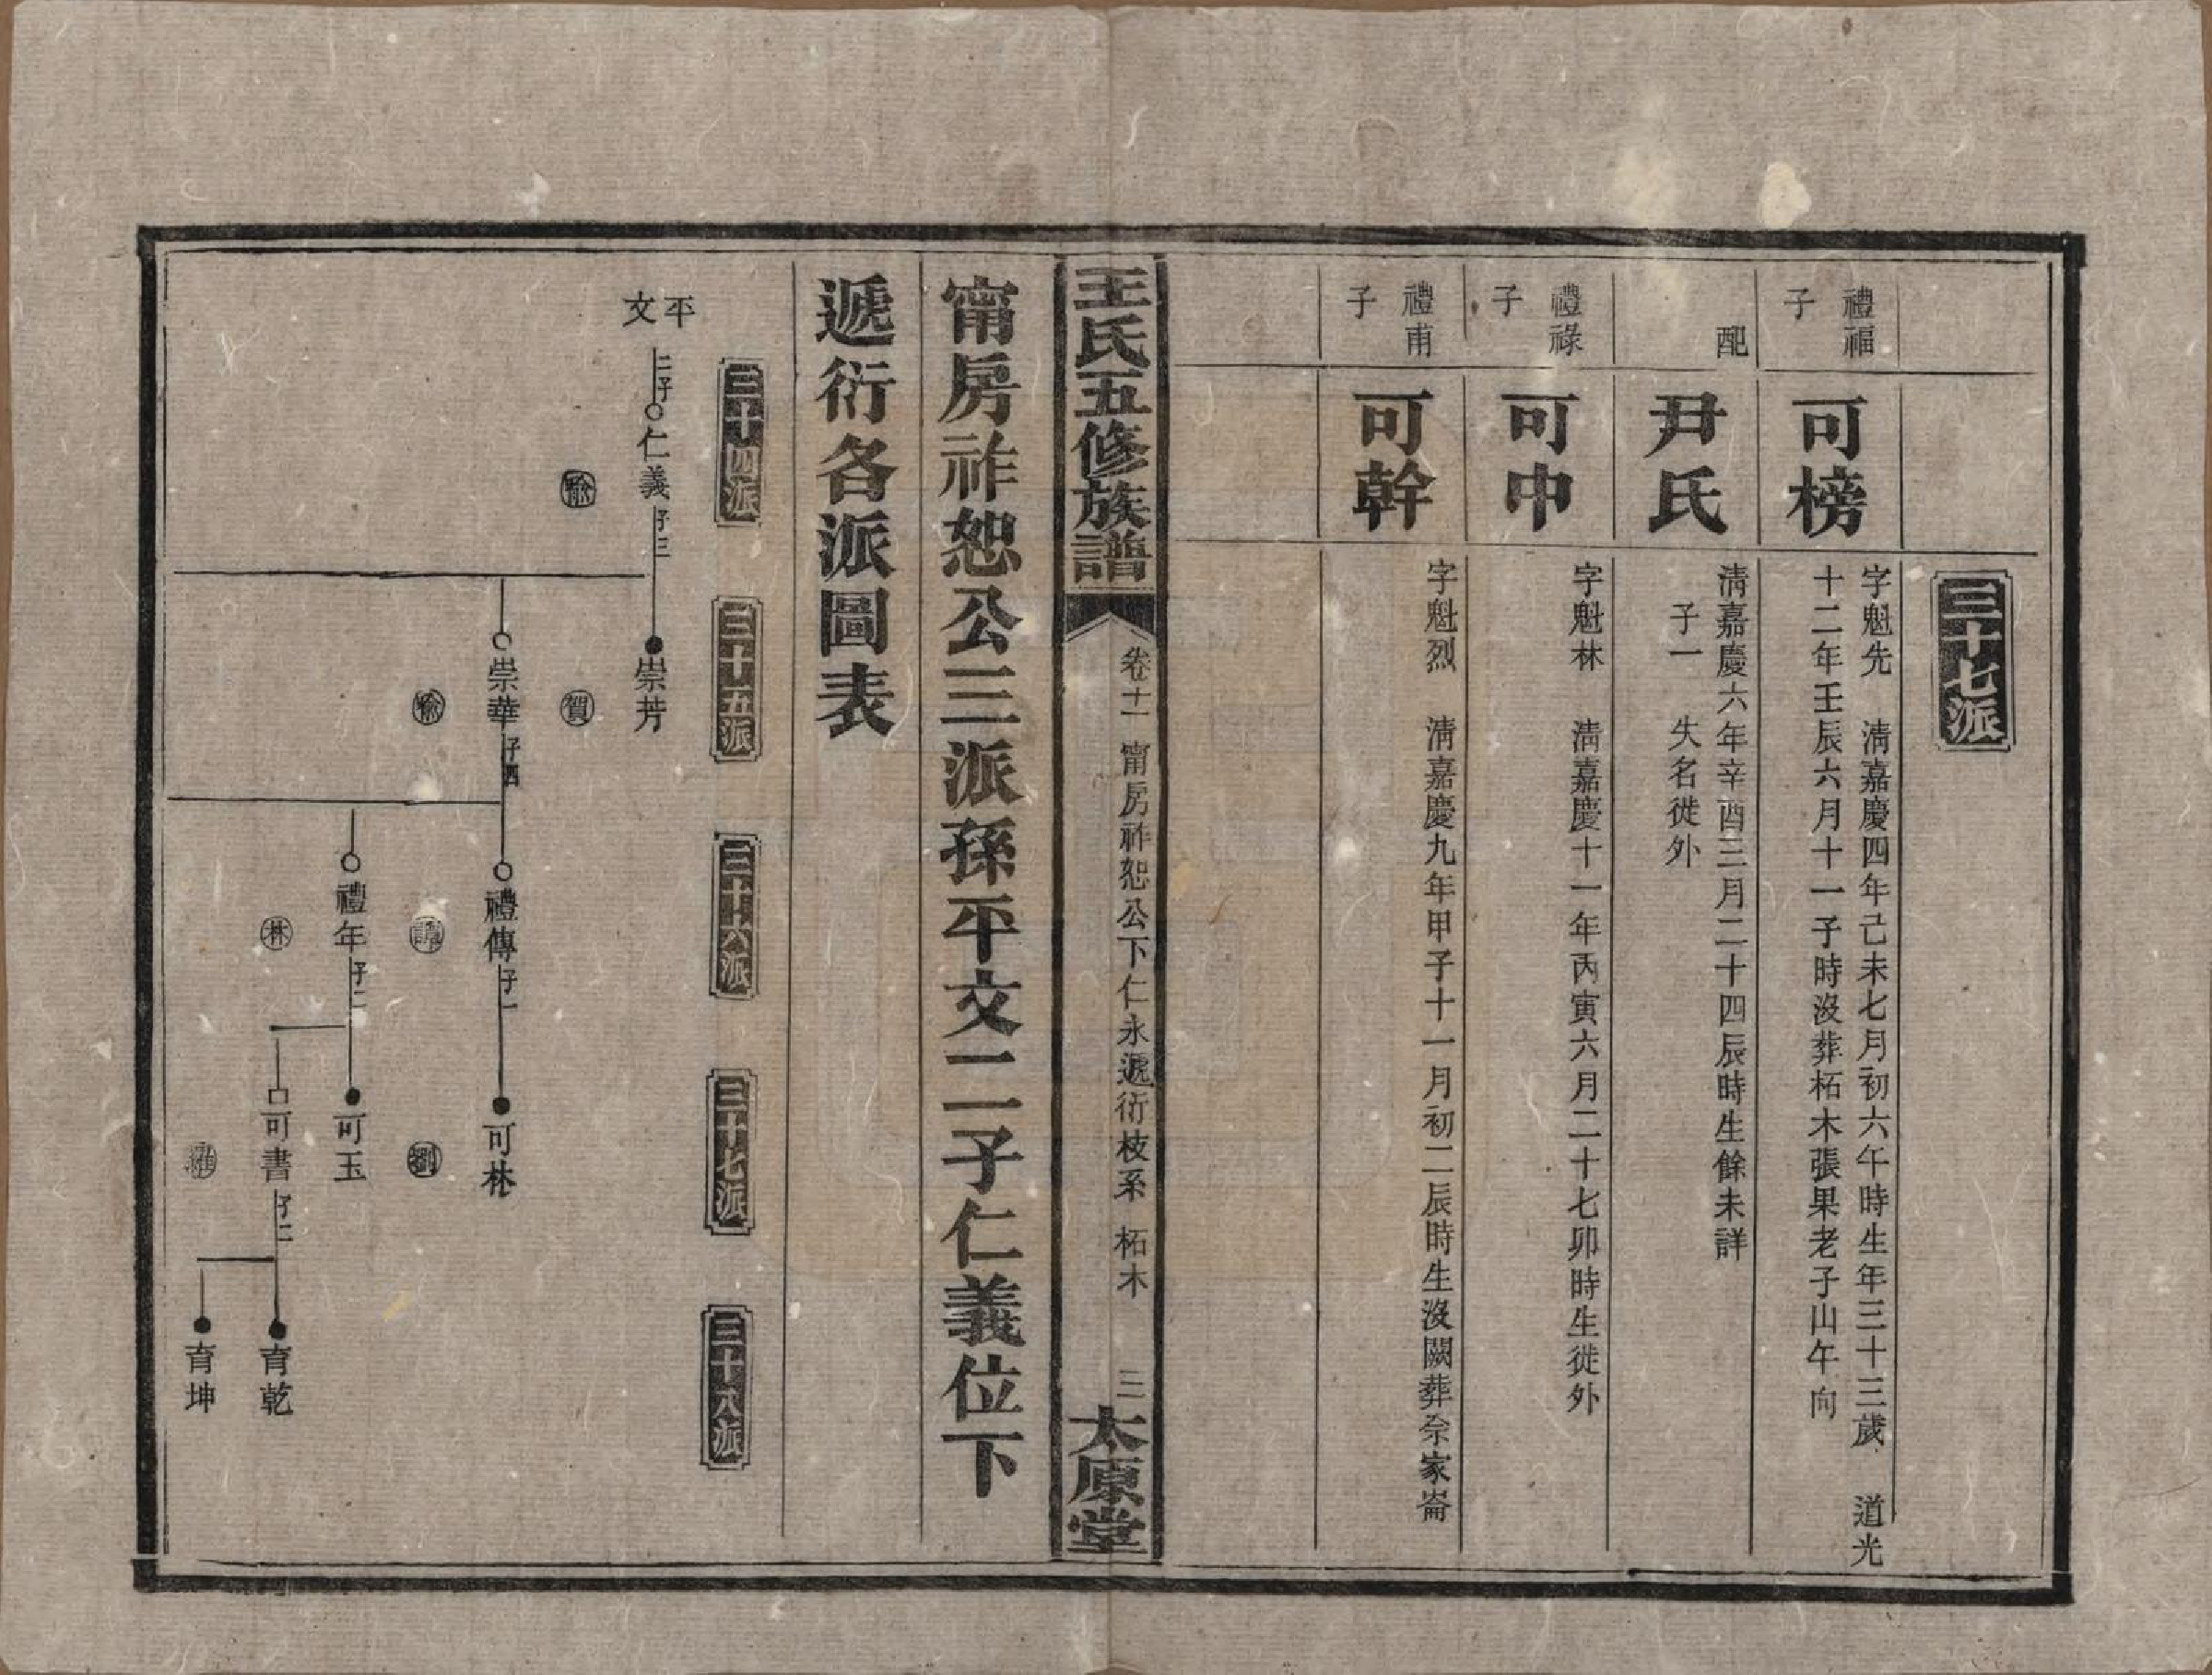 三十七派
禮福子
可榜
字魁先 清嘉慶四年己未七月初六午時生年三十三歲 道光
十二年壬辰六月十一子時沒葬柘木張果老子山午向
配
尹氏
清嘉慶六年辛酉三月二十四辰時生餘未詳
子一 失名徙外
禮祿子
可中
字魁林 清嘉慶十一年丙寅六月二十七卯時生徙外
禮甫子
可幹
字魁烈 清嘉慶九年甲子十一月初二辰時生沒闕葬佘家崙
王氏五修族譜
卷十一 甯房祚恕公下仁永遞衍枝系 柘木
三
太原堂
甯房祚恕公三派孫平文二子仁義位下
遞衍各派圖表
三十四派
三十五派
三十六派
三十七派
三十八派
平文
二子
仁義
子三
喻
崇芳
賀
崇華
子四
喻
禮傳
子一
譚
禮年
子二
林
可林
劉
可玉
可書
子二
羅
育乾
育坤